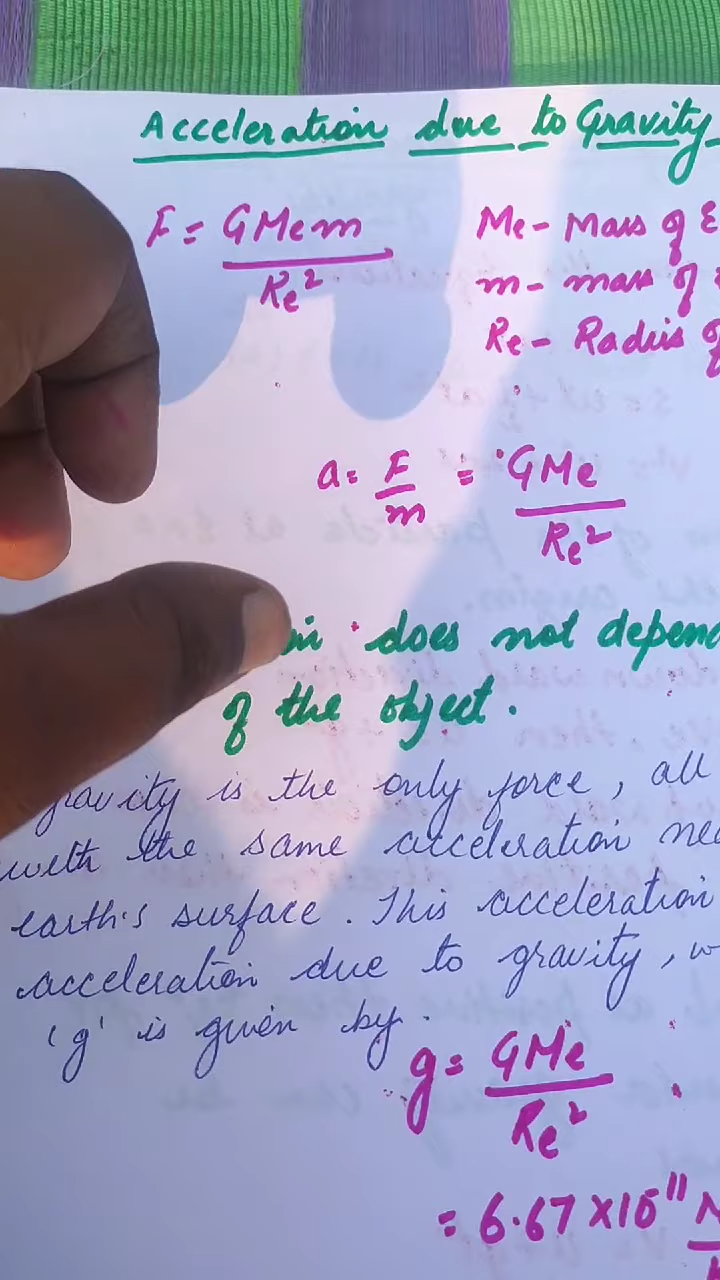 Acceleration due to Gravity
F = GMem / Re²
Me - Mass of
m - mass of
Re - Radius of
a = F/m = GMe / Re²
does not depend
of the object.
gravity is the only force, all
with the same acceleration
earth's surface. This acceleration
acceleration due to gravity,
'g' is given by.
g = GMe / Re²
= 6.67 × 10⁻¹¹ N